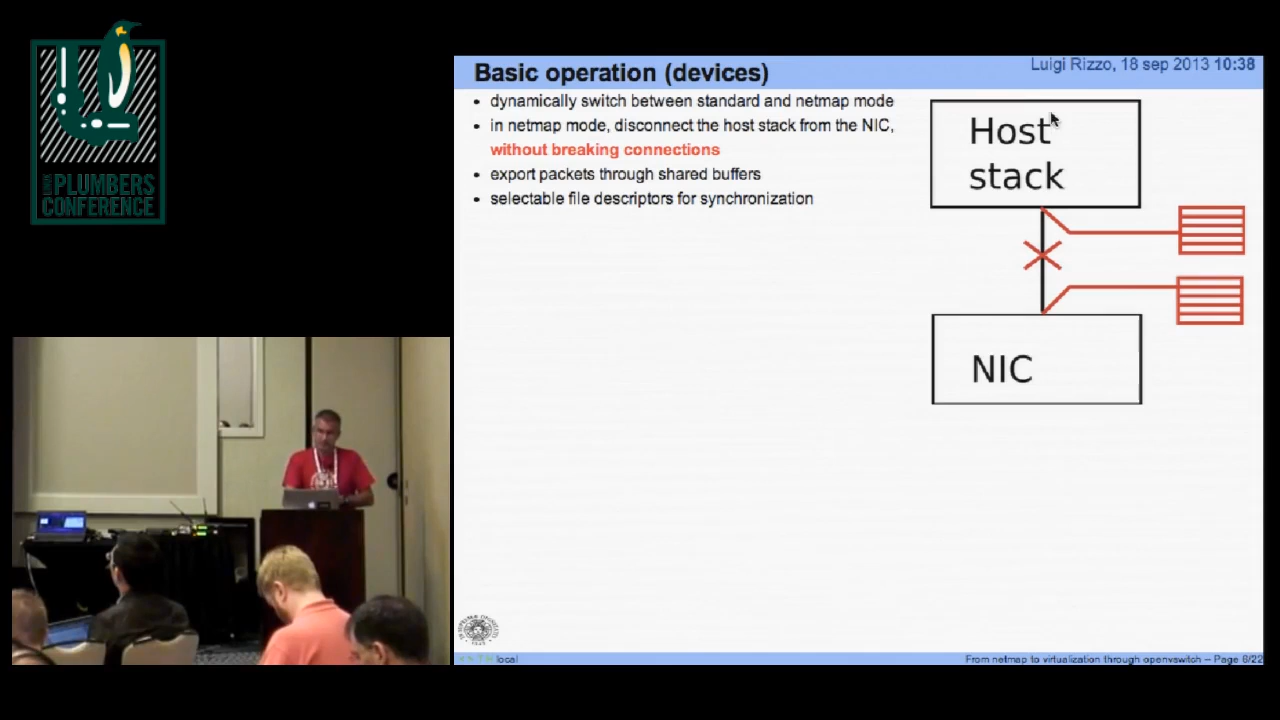 LINUX
PLUMBERS
CONFERENCE
Basic operation (devices)
Luigi Rizzo, 18 sep 2013 10:38
• dynamically switch between standard and netmap mode
• in netmap mode, disconnect the host stack from the NIC,
without breaking connections
• export packets through shared buffers
• selectable file descriptors for synchronization
Host
stack
NIC
local
From netmap to virtualization through openvswitch – Page 8/22